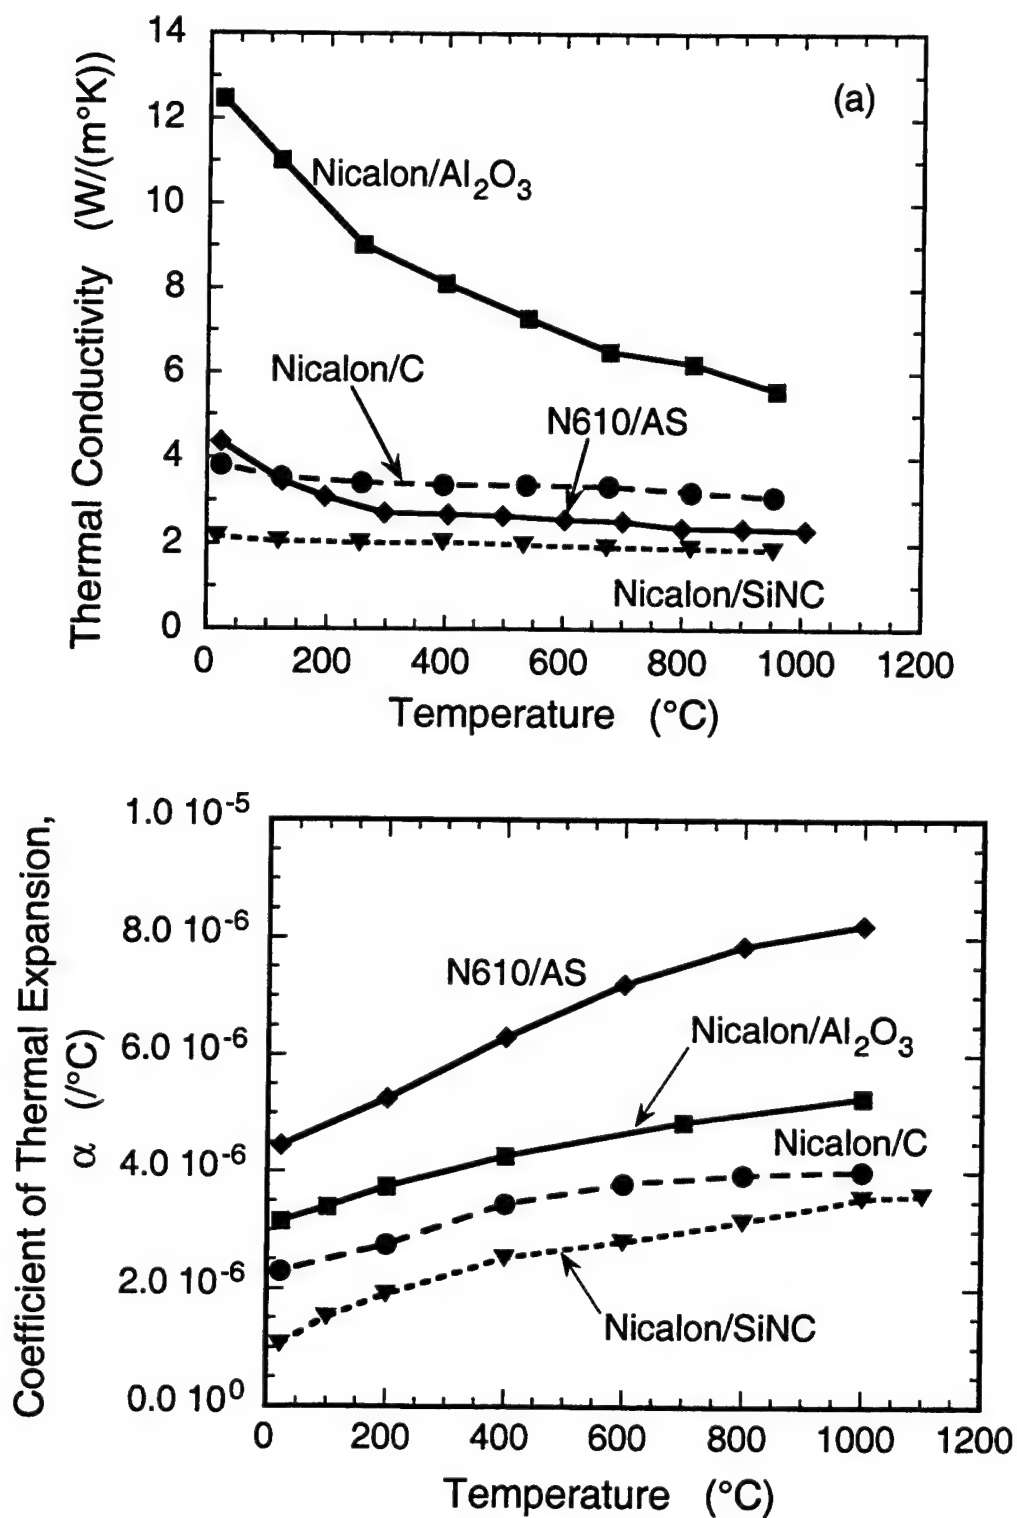 14
12
10
8
6
4
2
0
Thermal Conductivity (W/(m°K))
(a)
Nicalon/Al₂O₃
Nicalon/C
N610/AS
Nicalon/SiNC
0 200 400 600 800 1000 1200
Temperature (°C)
1.0 10⁻⁵
8.0 10⁻⁶
6.0 10⁻⁶
4.0 10⁻⁶
2.0 10⁻⁶
0.0 10⁰
Coefficient of Thermal Expansion,
α (/°C)
N610/AS
Nicalon/Al₂O₃
Nicalon/C
Nicalon/SiNC
0 200 400 600 800 1000 1200
Temperature (°C)